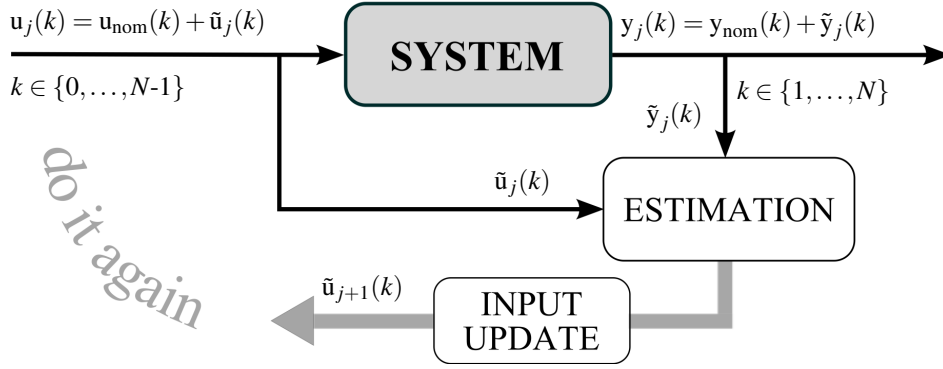 u_j(k) = u_nom(k) + ũ_j(k)
SYSTEM
y_j(k) = y_nom(k) + ỹ_j(k)
k ∈ {0,…,N-1}
k ∈ {1,…,N}
ỹ_j(k)
ũ_j(k)
ESTIMATION
do it again
ũ_{j+1}(k)
INPUT
UPDATE